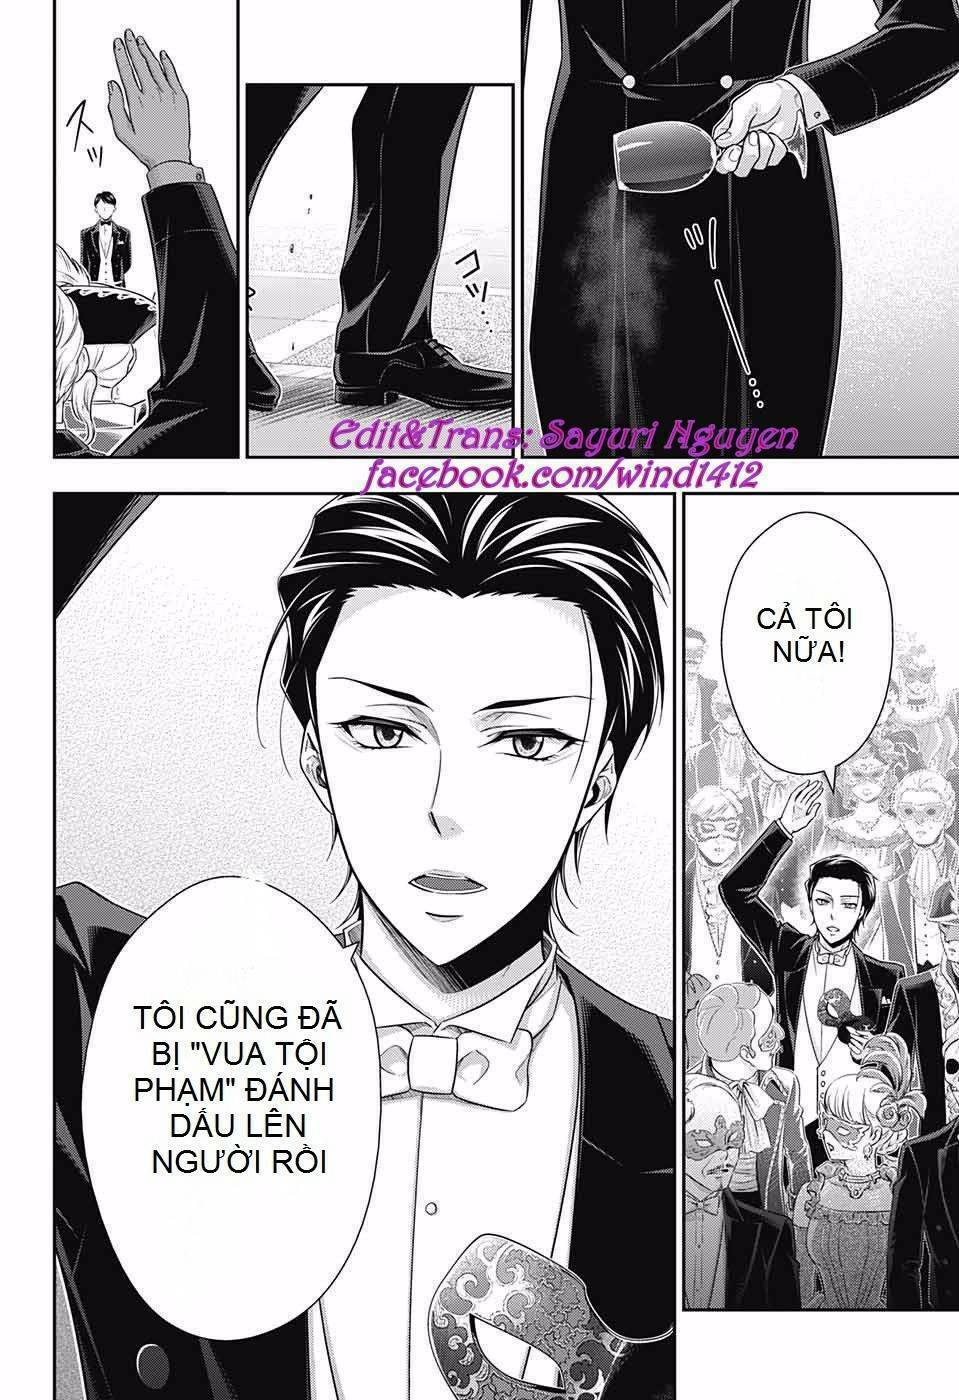 スッ
コッ
Edit&Trans: Sayuri Nguyen
facebook.com/wind1412
CẢ TÔI
NỮA!
TÔI CŨNG ĐÃ
BỊ "VUA TỘI
PHẠM" ĐÁNH
DẤU LÊN
NGƯỜI RỒI